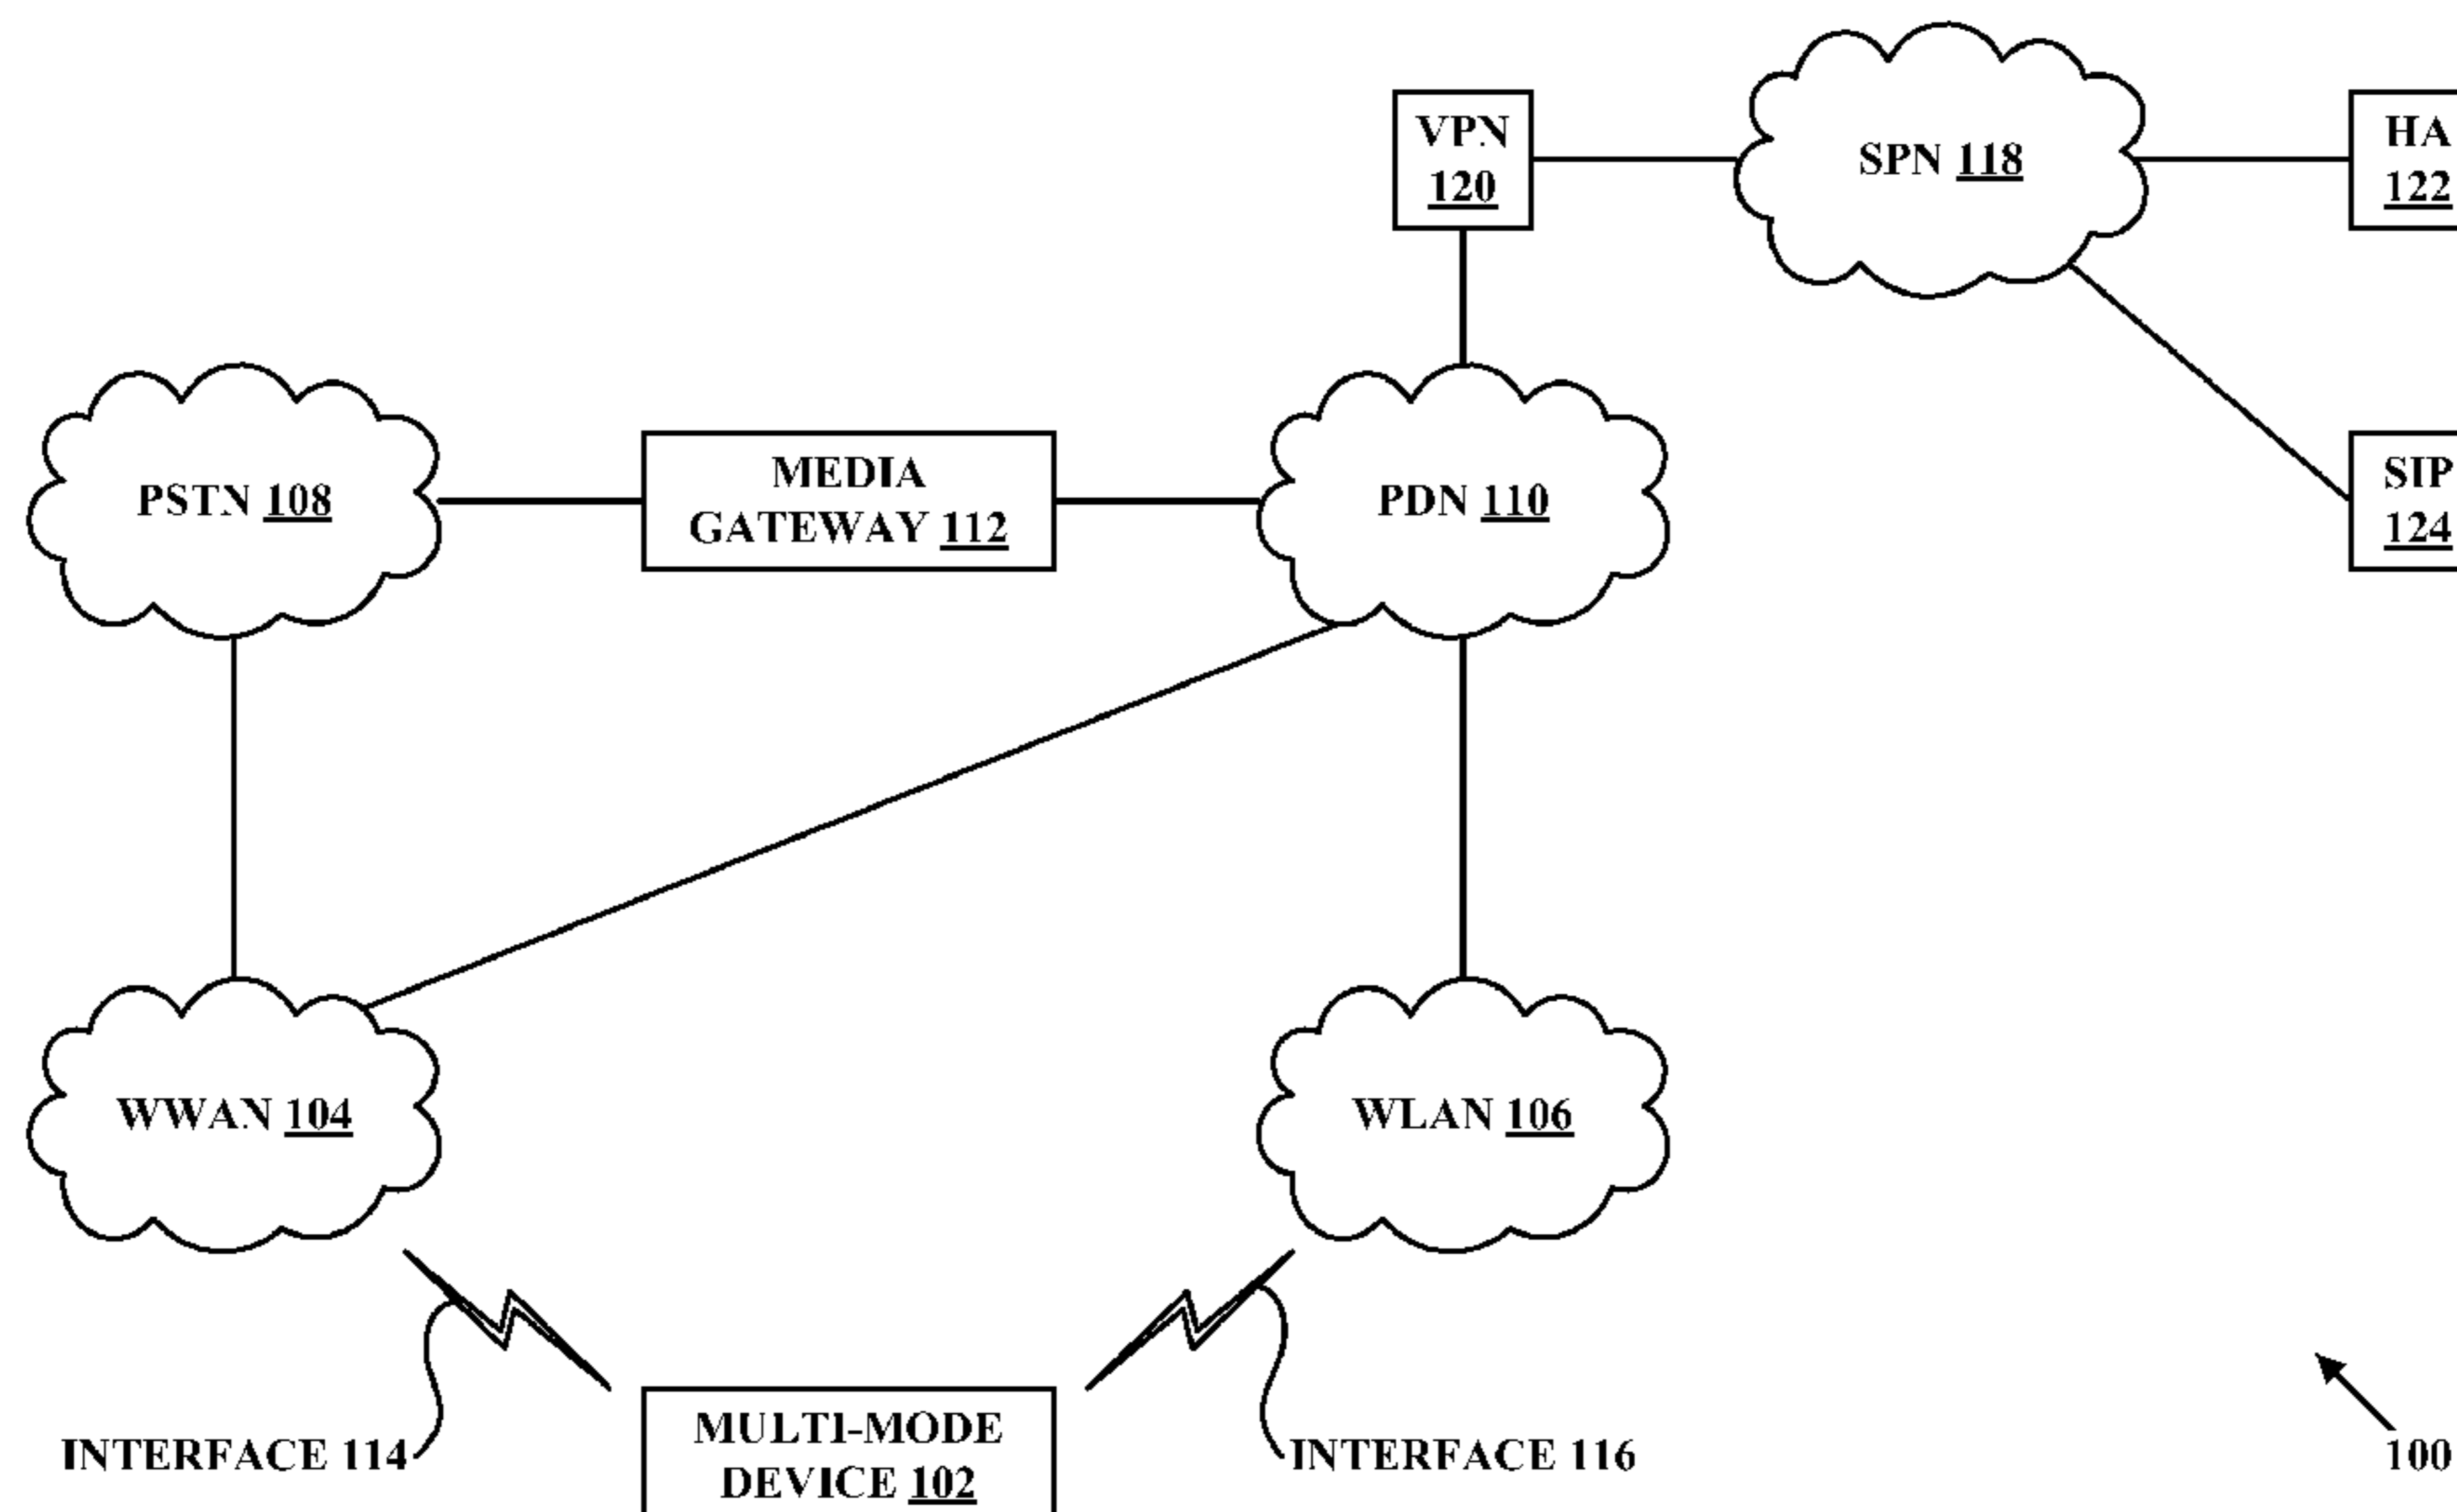 VPN
120
SPN 118
HA
122
PSTN 108
MEDIA
GATEWAY 112
PDN 110
SIP
124
WWAN 104
WLAN 106
INTERFACE 114
MULTI-MODE
DEVICE 102
INTERFACE 116
100